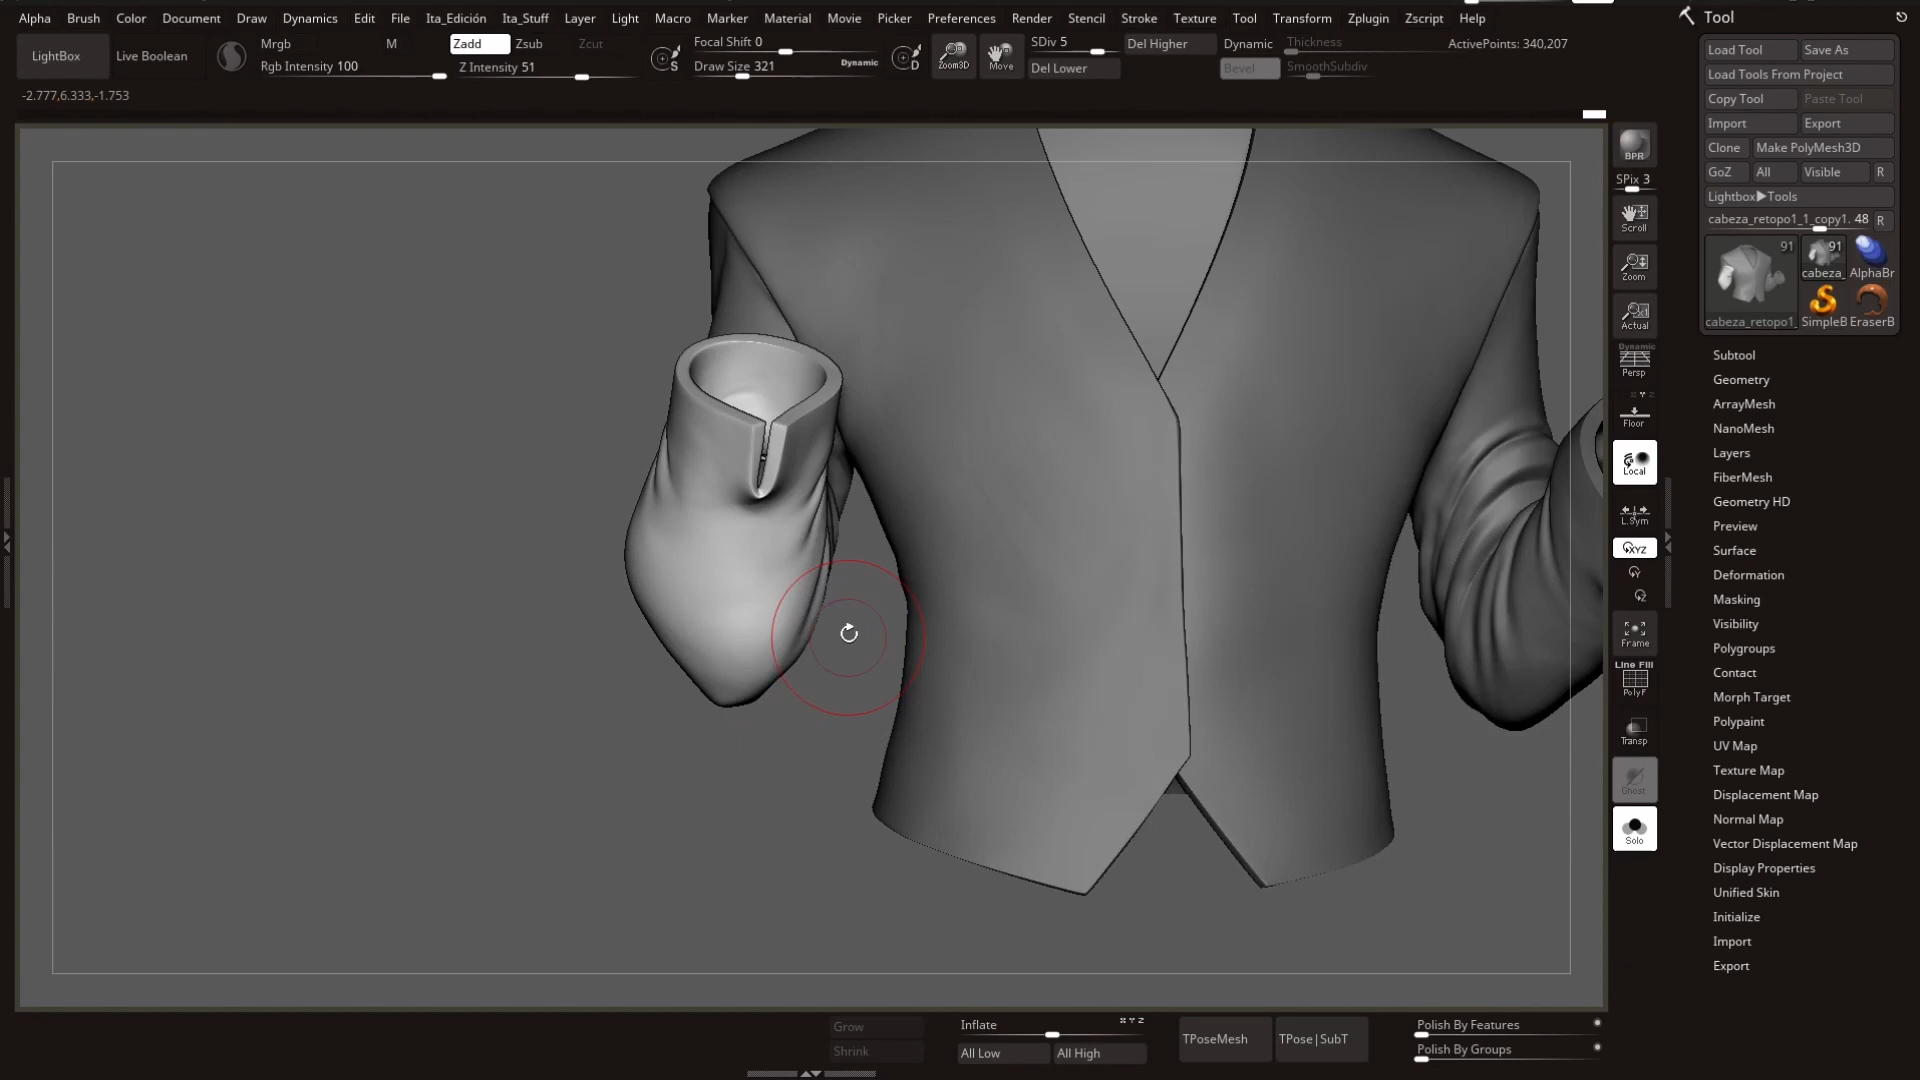 Alpha Brush Color Document Draw Dynamics Edit File Ita_Edición Ita_Stuff Layer Light Macro Marker Material Movie Picker Preferences Render Stencil Stroke Texture Tool Transform Zplugin Zscript Help
LightBox
Live Boolean
Mrgb
M
Rgb Intensity 100
Zadd
Zsub
Zcut
Z Intensity 51
S
Focal Shift 0
Draw Size 321
Dynamic
D
Zoom3D
Move
SDiv 5
Del Lower
Del Higher
Dynamic
Bevel
Thickness
SmoothSubdiv
ActivePoints: 340,207
-2.777,6.333,-1.753
BPR
SPix 3
Scroll
Zoom
Actual
Dynamic
Persp
Floor
Local
L.Sym
XYZ
Y
Z
Frame
Line Fill
PolyF
Transp
Ghost
Solo
Tool
Load Tool
Save As
Load Tools From Project
Copy Tool
Paste Tool
Import
Export
Clone
Make PolyMesh3D
GoZ
All
Visible
R
Lightbox▶Tools
cabeza_retopo1_1_copy1. 48
R
91
91
cabeza_
AlphaBr
cabeza_retopo1_
SimpleB
EraserB
Subtool
Geometry
ArrayMesh
NanoMesh
Layers
FiberMesh
Geometry HD
Preview
Surface
Deformation
Masking
Visibility
Polygroups
Contact
Morph Target
Polypaint
UV Map
Texture Map
Displacement Map
Normal Map
Vector Displacement Map
Display Properties
Unified Skin
Initialize
Import
Export
Grow
Shrink
Inflate
X Y Z
All Low
All High
TPoseMesh
TPose|SubT
Polish By Features
Polish By Groups